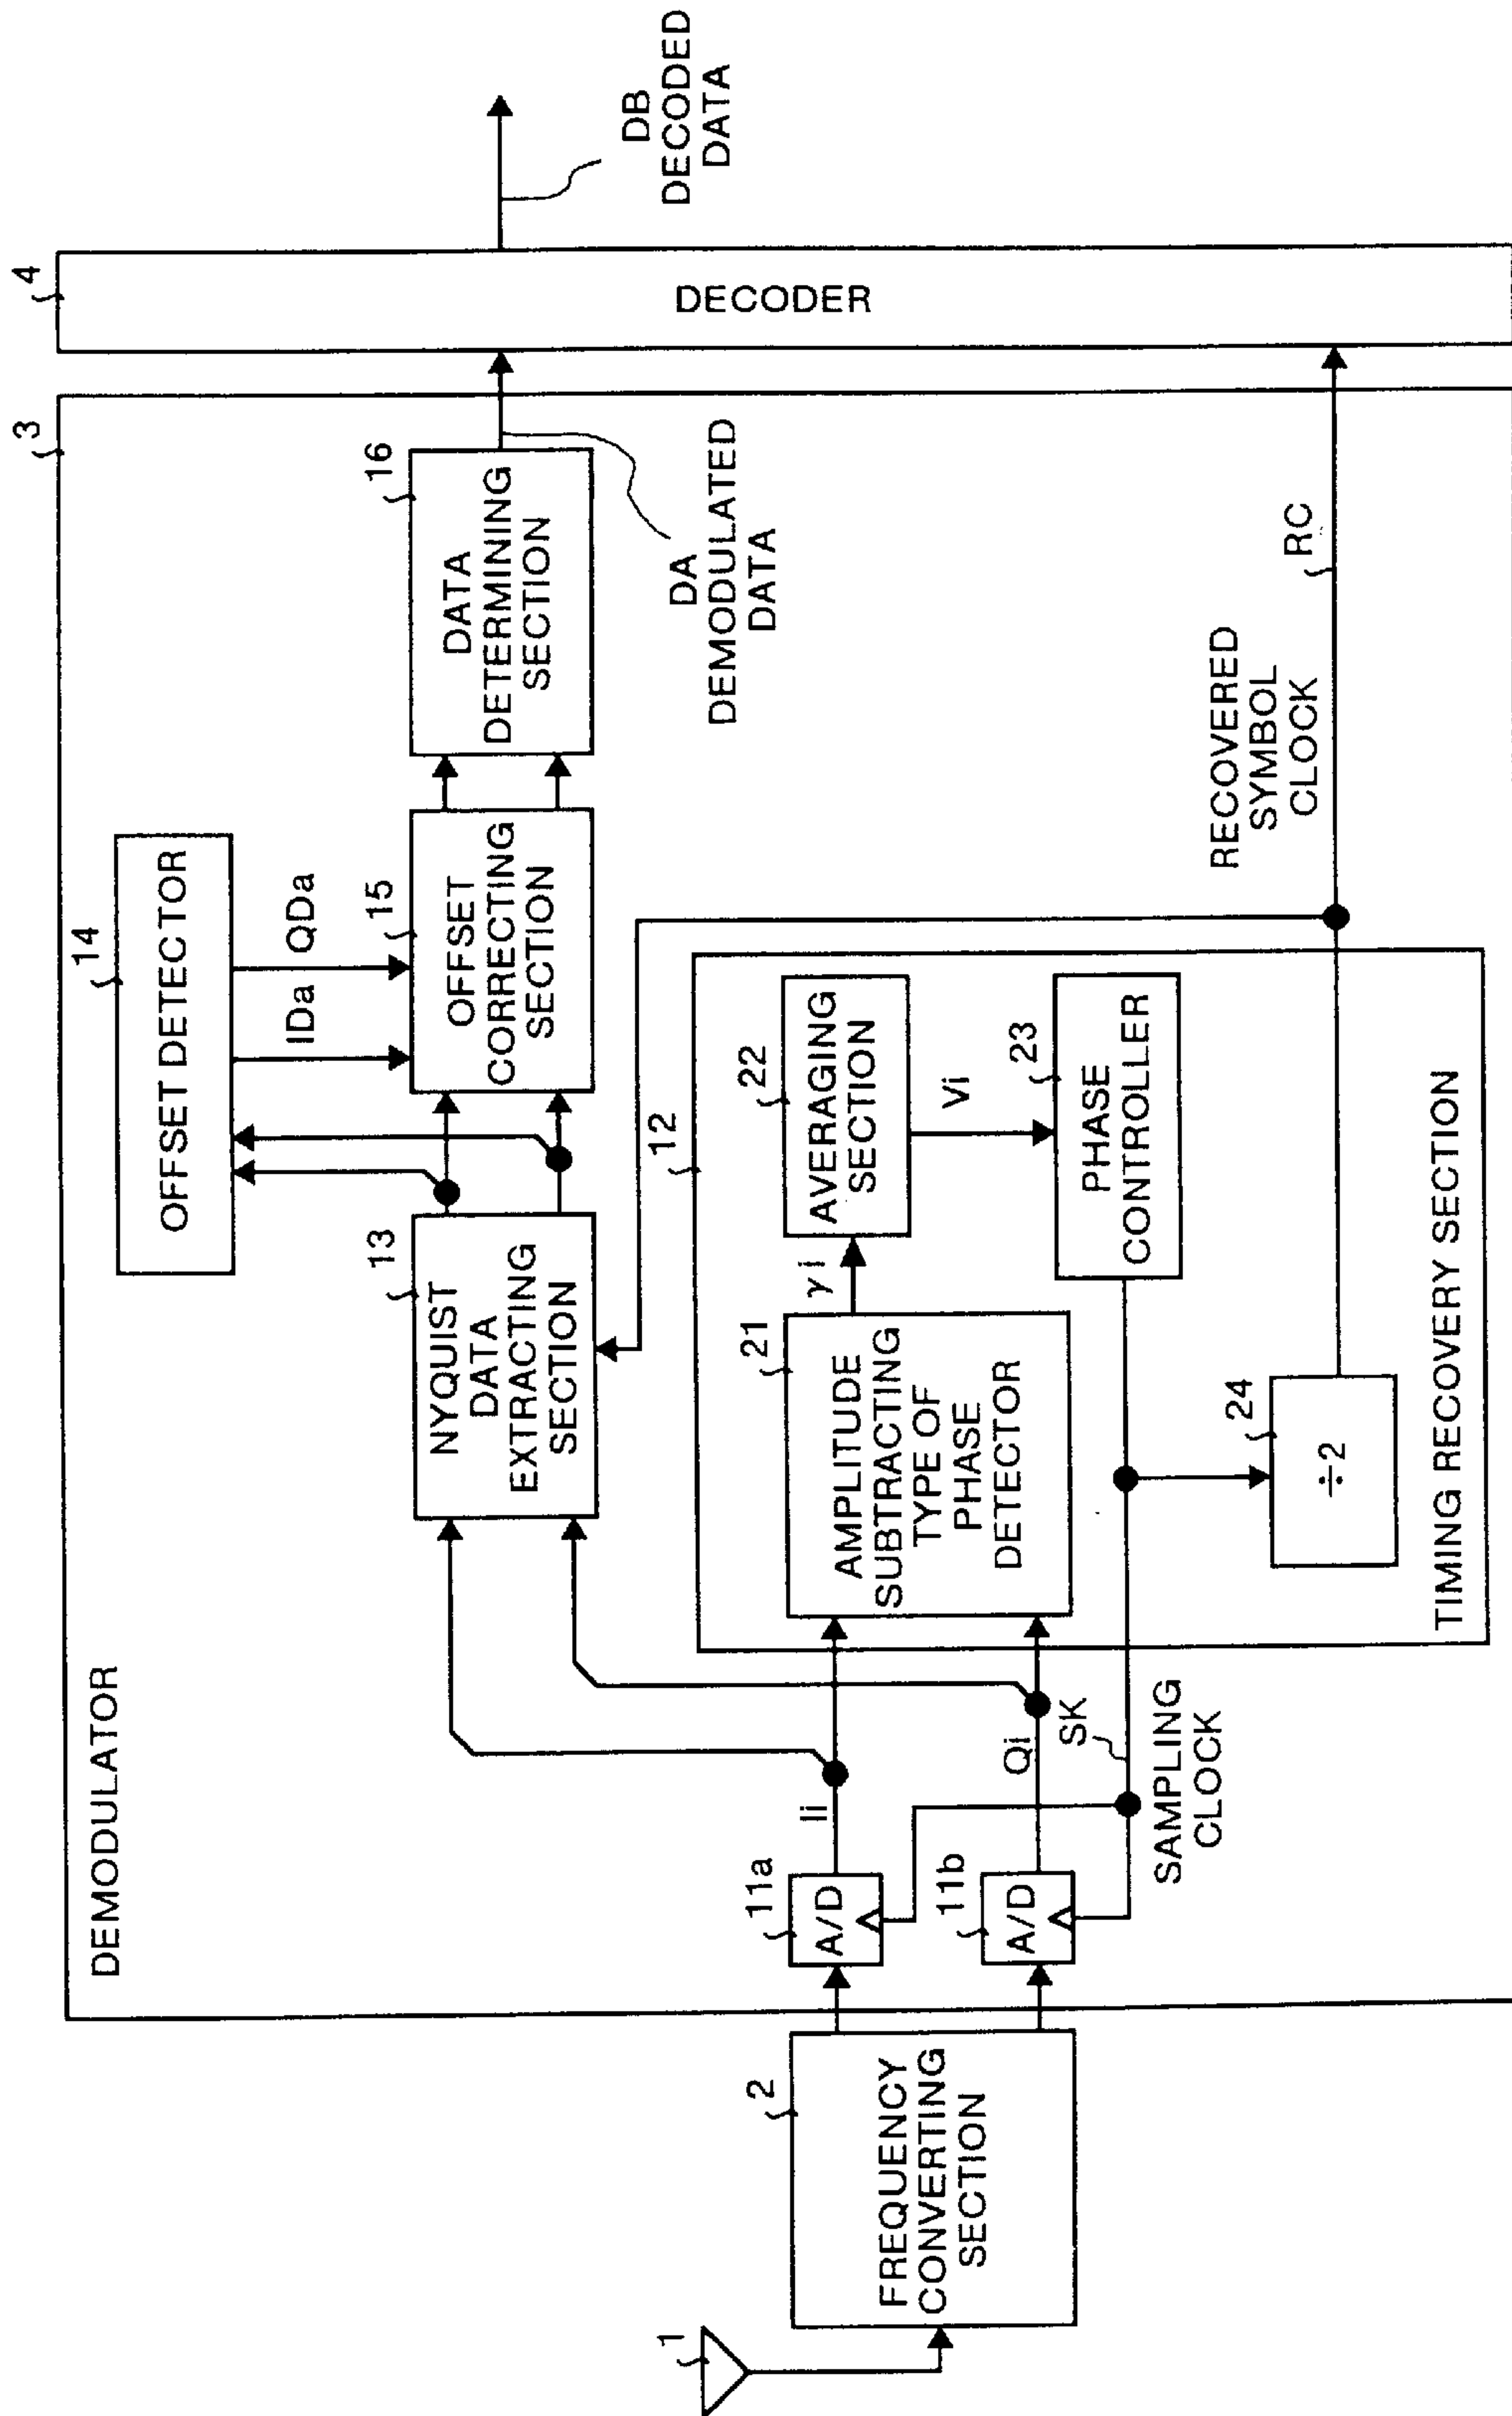 DEMODULATOR
3
4
DECODER
DB
DECODED
DATA
14
OFFSET DETECTOR
IDa
QDa
13
NYQUIST
DATA
EXTRACTING
SECTION
15
OFFSET
CORRECTING
SECTION
16
DATA
DETERMINING
SECTION
DA
DEMODULATED
DATA
1
2
FREQUENCY
CONVERTING
SECTION
11a
A/D
11b
A/D
Ii
Qi
SK
SAMPLING
CLOCK
12
21
AMPLITUDE
SUBTRACTING
TYPE OF
PHASE
DETECTOR
γi
22
AVERAGING
SECTION
Vi
23
PHASE
CONTROLLER
24
÷2
TIMING RECOVERY SECTION
RECOVERED
SYMBOL
CLOCK
RC